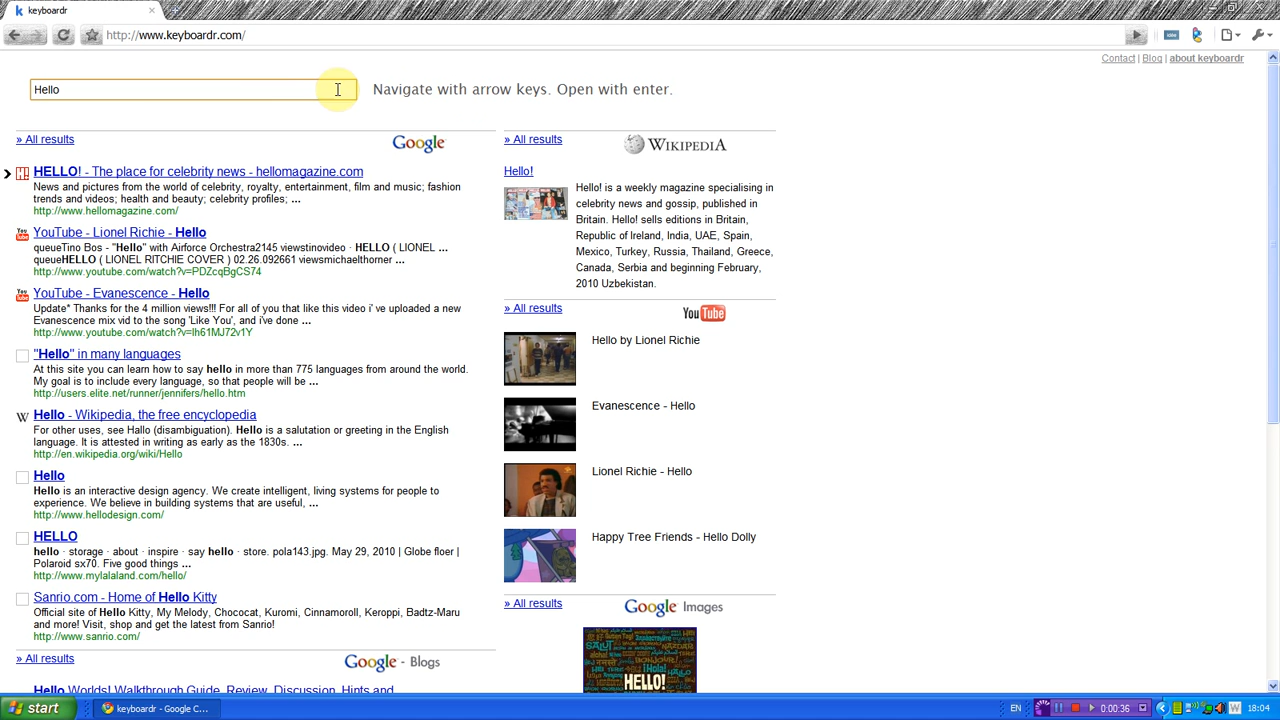 keyboardr
http://www.keyboardr.com/
Contact | Blog | about keyboardr
Hello
Navigate with arrow keys. Open with enter.
» All results
Google
HELLO! - The place for celebrity news - hellomagazine.com
News and pictures from the world of celebrity, royalty, entertainment, film and music; fashion
trends and videos; health and beauty; celebrity profiles; ...
http://www.hellomagazine.com/
YouTube - Lionel Richie - Hello
queueTino Bos - "Hello" with Airforce Orchestra2145 viewstinovideo · HELLO ( LIONEL ...
queueHELLO ( LIONEL RITCHIE COVER ) 02.26.092661 viewsmichaelthorner ...
http://www.youtube.com/watch?v=PDZcqBgCS74
YouTube - Evanescence - Hello
Update* Thanks for the 4 million views!!! For all of you that like this video i' ve uploaded a new
Evanescence mix vid to the song 'Like You', and i've done ...
http://www.youtube.com/watch?v=lh61MJ72v1Y
"Hello" in many languages
At this site you can learn how to say hello in more than 775 languages from around the world.
My goal is to include every language, so that people will be ...
http://users.elite.net/runner/jennifers/hello.htm
Hello - Wikipedia, the free encyclopedia
For other uses, see Hallo (disambiguation). Hello is a salutation or greeting in the English
language. It is attested in writing as early as the 1830s. ...
http://en.wikipedia.org/wiki/Hello
Hello
Hello is an interactive design agency. We create intelligent, living systems for people to
experience. We believe in building systems that are useful, ...
http://www.hellodesign.com/
HELLO
hello · storage · about · inspire · say hello · store. pola143.jpg. May 29, 2010 | Globe floer |
Polaroid sx70. Five good things ...
http://www.mylalaland.com/hello/
Sanrio.com - Home of Hello Kitty
Official site of Hello Kitty, My Melody, Chococat, Kuromi, Cinnamoroll, Keroppi, Badtz-Maru
and more! Visit, shop and get the latest from Sanrio!
http://www.sanrio.com/
» All results
Google - Blogs
Hello Worlds! Walkthrough Guide, Review, Discussion, Hints and
» All results
WIKIPEDIA
Hello!
Hello! is a weekly magazine specialising in
celebrity news and gossip, published in
Britain. Hello! sells editions in Britain,
Republic of Ireland, India, UAE, Spain,
Mexico, Turkey, Russia, Thailand, Greece,
Canada, Serbia and beginning February,
2010 Uzbekistan.
» All results
YouTube
Hello by Lionel Richie
Evanescence - Hello
Lionel Richie - Hello
Happy Tree Friends - Hello Dolly
» All results
Google Images
SALUT
HALLO
¡Hola!
HELLO!
start
keyboardr - Google C...
EN
0:00:36
18:04